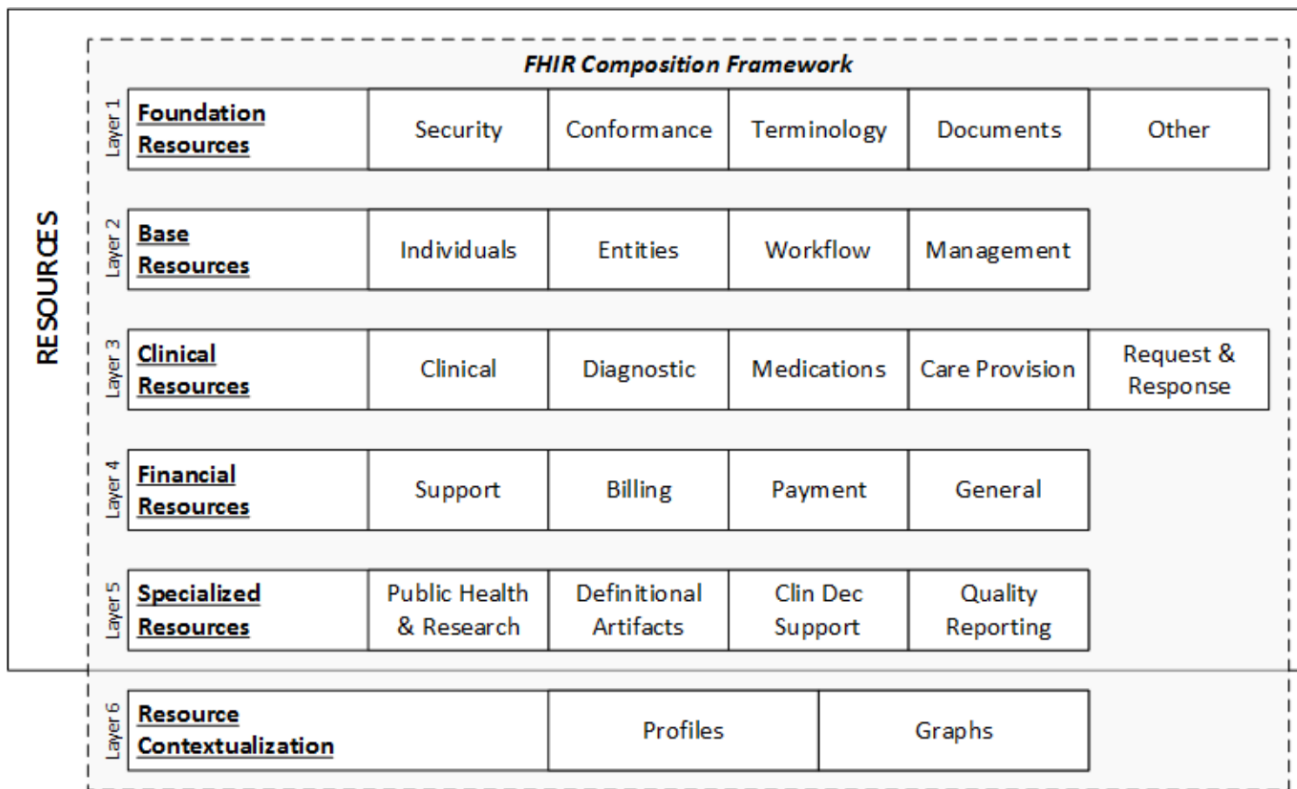 FHIR Composition Framework
RESOURCES
Layer 1
Foundation
Resources
Security
Conformance
Terminology
Documents
Other
Layer 2
Base
Resources
Individuals
Entities
Workflow
Management
Layer 3
Clinical
Resources
Clinical
Diagnostic
Medications
Care Provision
Request &
Response
Layer 4
Financial
Resources
Support
Billing
Payment
General
Layer 5
Specialized
Resources
Public Health
& Research
Definitional
Artifacts
Clin Dec
Support
Quality
Reporting
Layer 6
Resource
Contextualization
Profiles
Graphs